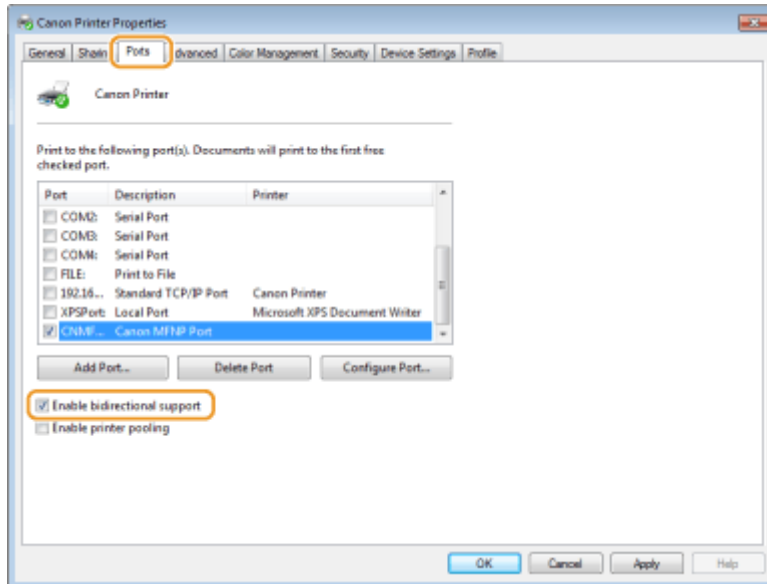 Canon Printer Properties
General Sharin Ports dvanced Color Management Security Device Settings Profile
Canon Printer
Print to the following port(s). Documents will print to the first free
checked port.
Port Description Printer
COM2: Serial Port
COM3: Serial Port
COM4: Serial Port
FILE: Print to File
192.16... Standard TCP/IP Port Canon Printer
XPSPort: Local Port Microsoft XPS Document Writer
CNMF... Canon MFNP Port
Add Port... Delete Port Configure Port...
Enable bidirectional support
Enable printer pooling
OK Cancel Apply Help